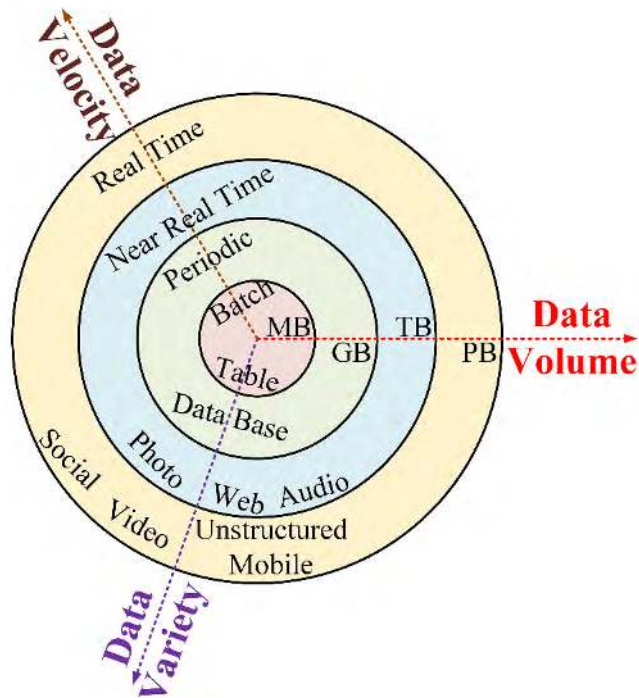 Data
Velocity
Real Time
Near Real Time
Periodic
Batch
MB
GB
TB
PB
Data
Volume
Table
Data Base
Photo Web Audio
Social Video Unstructured
Mobile
Data
Variety